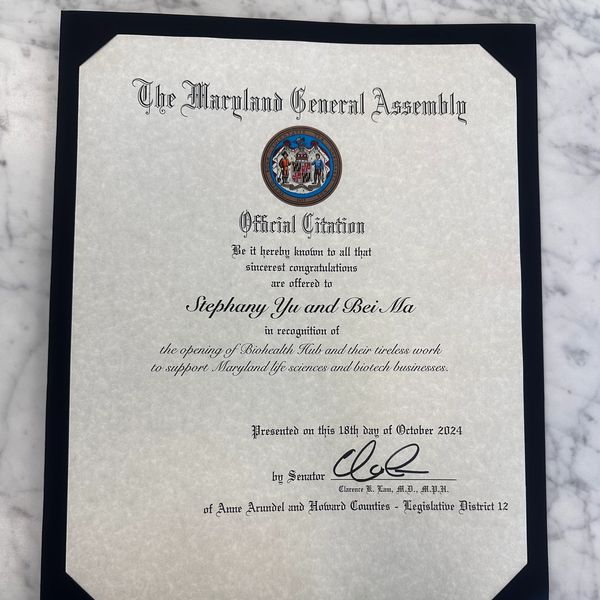 The Maryland General Assembly
Official Citation
Be it hereby known to all that
sincerest congratulations
are offered to
Stephany Yu and Bei Ma
in recognition of
the opening of Biohealth Hub and their tireless work
to support Maryland life sciences and biotech businesses.
Presented on this 18th day of October 2024
by Senator
Clarence K. Lam, M.D., M.P.H.
of Anne Arundel and Howard Counties - Legislative District 12